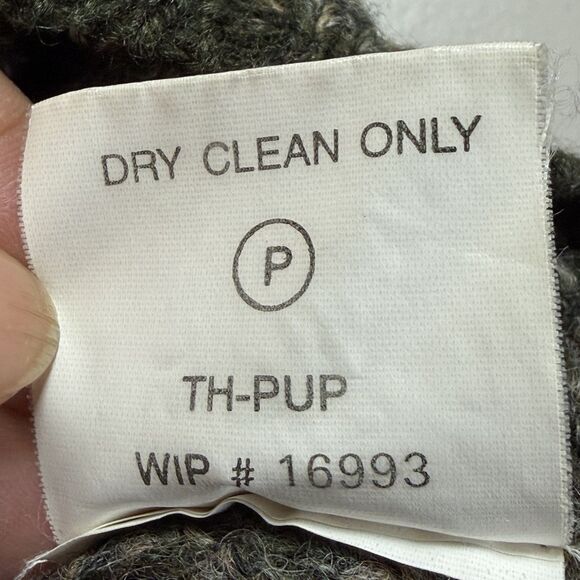 DRY CLEAN ONLY
P
TH-PUP
WIP # 16993